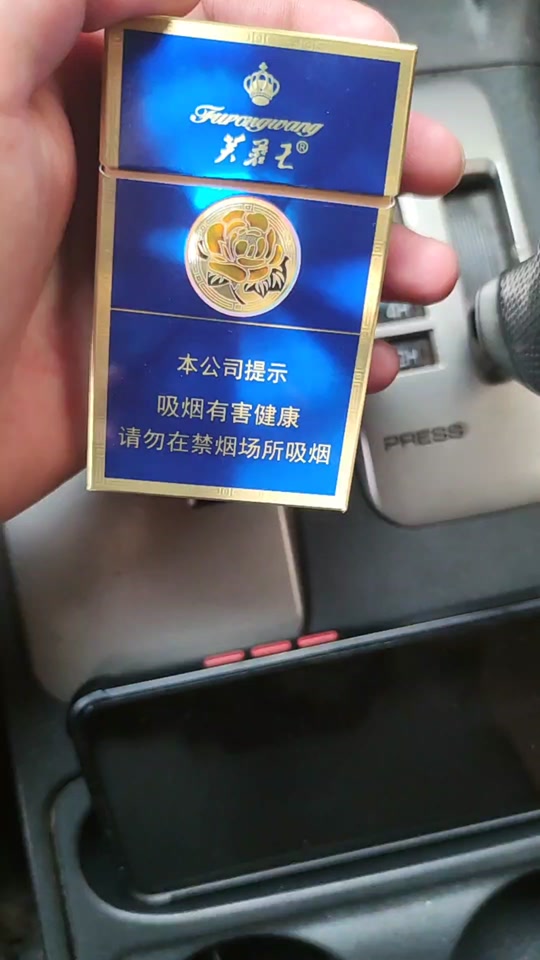 Furongwang
芙蓉王®
本公司提示
吸烟有害健康
请勿在禁烟场所吸烟
PRESS